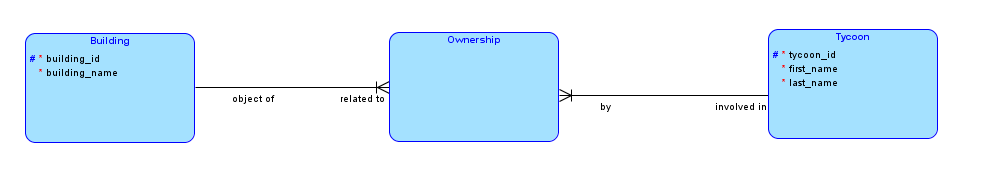 Building
# * building_id
* building_name
object of
related to
Ownership
by
involved in
Tycoon
# * tycoon_id
* first_name
* last_name